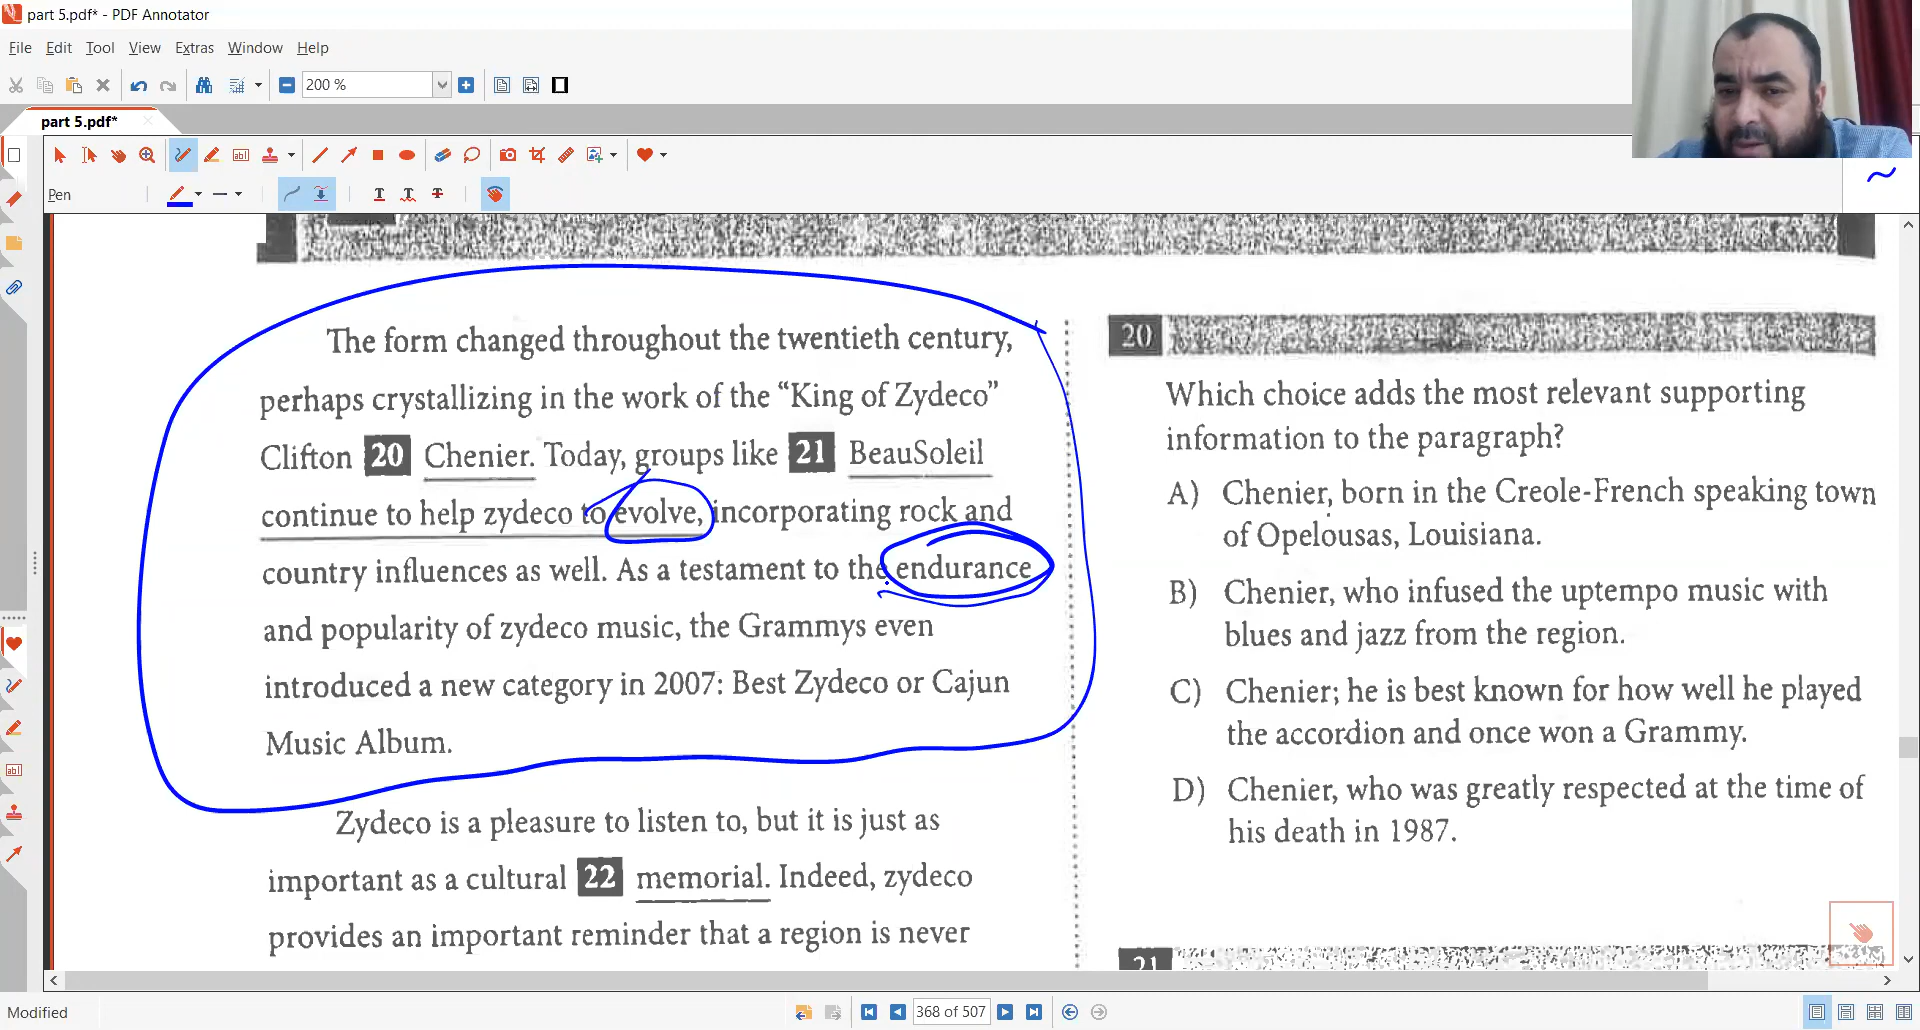 part 5.pdf* - PDF Annotator
File Edit Tool View Extras Window Help
200 %
part 5.pdf*
Pen
The form changed throughout the twentieth century,
perhaps crystallizing in the work of the “King of Zydeco”
Clifton 20 Chenier. Today, groups like 21 BeauSoleil
continue to help zydeco to evolve, incorporating rock and
country influences as well. As a testament to the endurance
and popularity of zydeco music, the Grammys even
introduced a new category in 2007: Best Zydeco or Cajun
Music Album.
Zydeco is a pleasure to listen to, but it is just as
important as a cultural 22 memorial. Indeed, zydeco
provides an important reminder that a region is never
20
Which choice adds the most relevant supporting
information to the paragraph?
A) Chenier, born in the Creole-French speaking town
of Opelousas, Louisiana.
B) Chenier, who infused the uptempo music with
blues and jazz from the region.
C) Chenier; he is best known for how well he played
the accordion and once won a Grammy.
D) Chenier, who was greatly respected at the time of
his death in 1987.
21
Modified
368 of 507